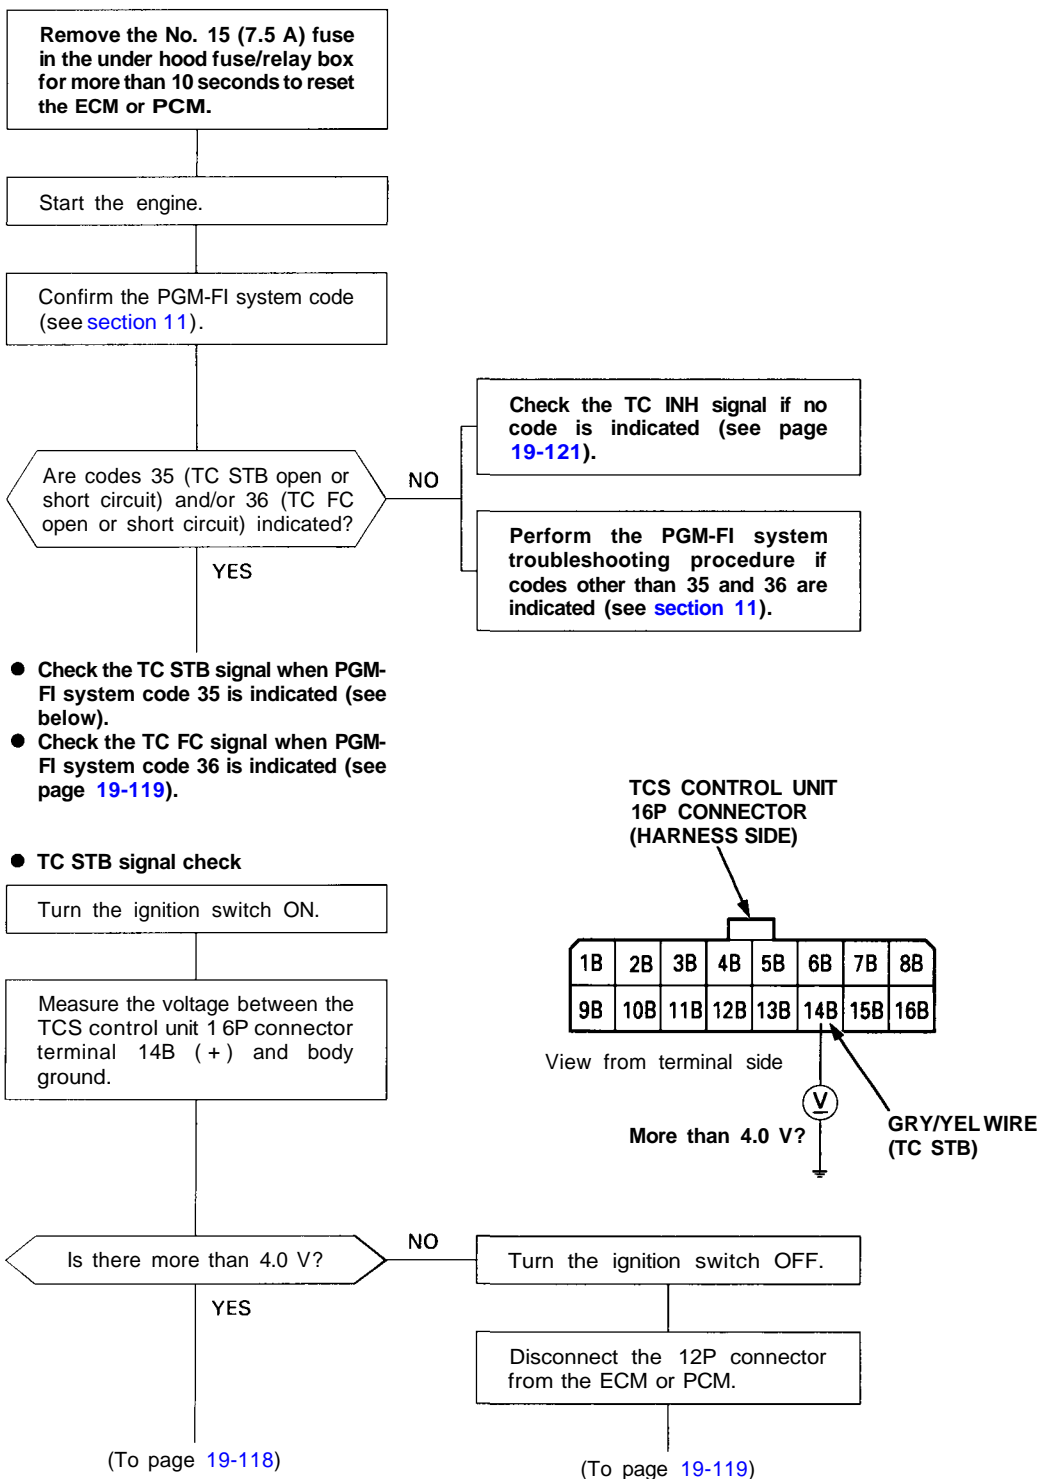 Remove the No. 15 (7.5 A) fuse
in the under hood fuse/relay box
for more than 10 seconds to reset
the ECM or PCM.
Start the engine.
Confirm the PGM-FI system code
(see section 11).
Are codes 35 (TC STB open or
short circuit) and/or 36 (TC FC
open or short circuit) indicated?
NO
YES
Check the TC INH signal if no
code is indicated (see page
19-121).
Perform the PGM-FI system
troubleshooting procedure if
codes other than 35 and 36 are
indicated (see section 11).
● Check the TC STB signal when PGM-
FI system code 35 is indicated (see
below).
● Check the TC FC signal when PGM-
FI system code 36 is indicated (see
page 19-119).
● TC STB signal check
Turn the ignition switch ON.
Measure the voltage between the
TCS control unit 1 6P connector
terminal 14B (+) and body
ground.
TCS CONTROL UNIT
16P CONNECTOR
(HARNESS SIDE)
1B 2B 3B 4B 5B 6B 7B 8B
9B 10B 11B 12B 13B 14B 15B 16B
View from terminal side
V
More than 4.0 V?
GRY/YEL WIRE
(TC STB)
Is there more than 4.0 V?
NO
YES
Turn the ignition switch OFF.
Disconnect the 12P connector
from the ECM or PCM.
(To page 19-118)
(To page 19-119)